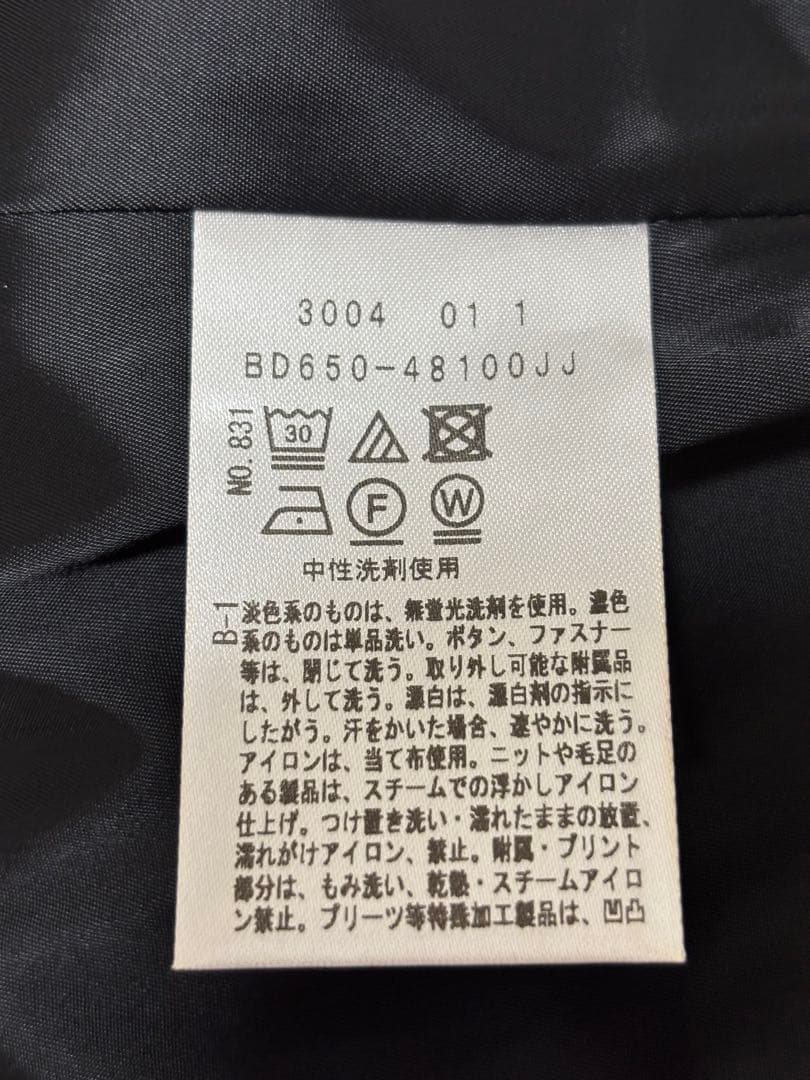 3004 01 1
BD650-48100JJ
NO.831
30
F
W
中性洗剤使用
B-1
淡色系のものは、無蛍光洗剤を使用。濃色
系のものは単品洗い。ボタン、ファスナー
等は、閉じて洗う。取り外し可能な附属品
は、外して洗う。漂白は、漂白剤の指示に
したがう。汗をかいた場合、速やかに洗う。
アイロンは、当て布使用。ニットや毛足の
ある製品は、スチームでの浮かしアイロン
仕上げ。つけ置き洗い・濡れたままの放置、
濡れがけアイロン、禁止。附属・プリント
部分は、もみ洗い、乾熱・スチームアイロ
ン禁止。プリーツ等特殊加工製品は、凹凸